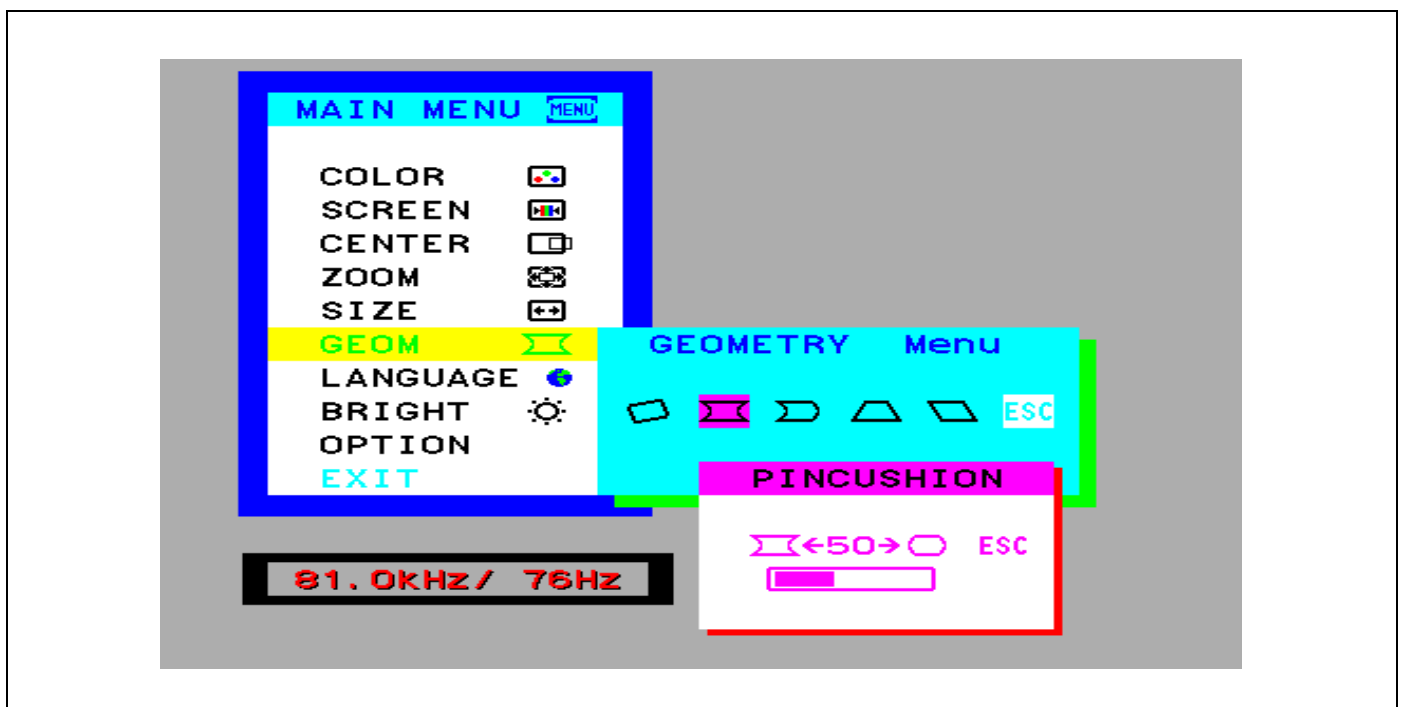 MAIN MENU MENU
COLOR
SCREEN
CENTER
ZOOM
SIZE
GEOM
LANGUAGE
BRIGHT
OPTION
EXIT
GEOMETRY Menu
ESC
PINCUSHION
←50→ ESC
81.0KHz/ 76Hz